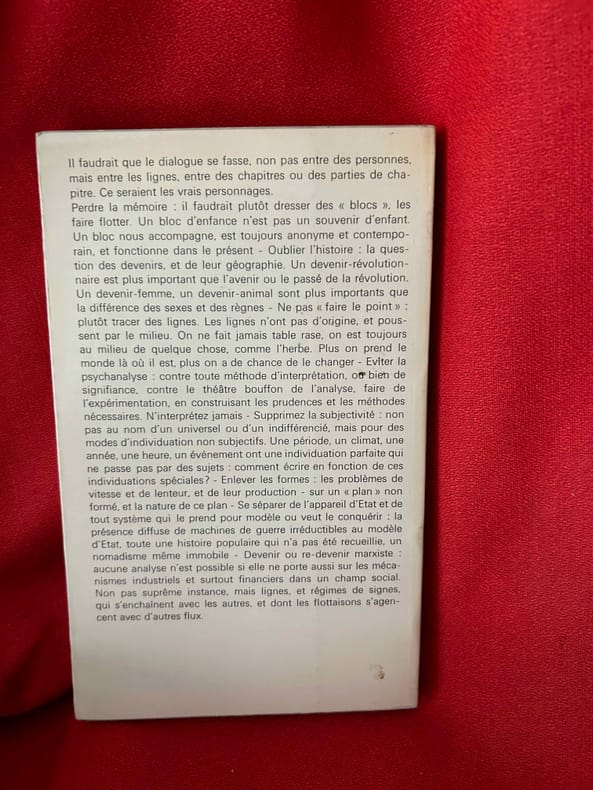 Il faudrait que le dialogue se fasse, non pas entre des personnes,
mais entre les lignes, entre des chapitres ou des parties de cha-
pitre. Ce seraient les vrais personnages.
Perdre la mémoire : il faudrait plutôt dresser des « blocs », les
faire flotter. Un bloc d'enfance n'est pas un souvenir d'enfant.
Un bloc nous accompagne, est toujours anonyme et contempo-
rain, et fonctionne dans le présent - Oublier l'histoire : la ques-
tion des devenirs, et de leur géographie. Un devenir-révolution-
naire est plus important que l'avenir ou le passé de la révolution.
Un devenir-femme, un devenir-animal sont plus importants que
la différence des sexes et des règnes - Ne pas « faire le point » :
plutôt tracer des lignes. Les lignes n'ont pas d'origine, et pous-
sent par le milieu. On ne fait jamais table rase, on est toujours
au milieu de quelque chose, comme l'herbe. Plus on prend le
monde là où il est, plus on a de chance de le changer - Eviter la
psychanalyse : contre toute méthode d'interprétation, ou bien de
signifiance, contre le théâtre bouffon de l'analyse, faire de
l'expérimentation, en construisant les prudences et les méthodes
nécessaires. N'interprétez jamais - Supprimez la subjectivité : non
pas au nom d'un universel ou d'un indifférencié, mais pour des
modes d'individuation non subjectifs. Une période, un climat, une
année, une heure, un événement ont une individuation parfaite qui
ne passe pas par des sujets : comment écrire en fonction de ces
individuations spéciales? - Enlever les formes : les problèmes de
vitesse et de lenteur, et de leur production - sur un « plan » non
formé, et la nature de ce plan - Se séparer de l'appareil d'Etat et de
tout système qui le prend pour modèle ou veut le conquérir : la
présence diffuse de machines de guerre irréductibles au modèle
d'Etat, toute une histoire populaire qui n'a pas été recueillie, un
nomadisme même immobile - Devenir ou re-devenir marxiste :
aucune analyse n'est possible si elle ne porte aussi sur les méca-
nismes industriels et surtout financiers dans un champ social.
Non pas suprême instance, mais lignes, et régimes de signes,
qui s'enchaînent avec les autres, et dont les flottaisons s'agen-
cent avec d'autres flux.